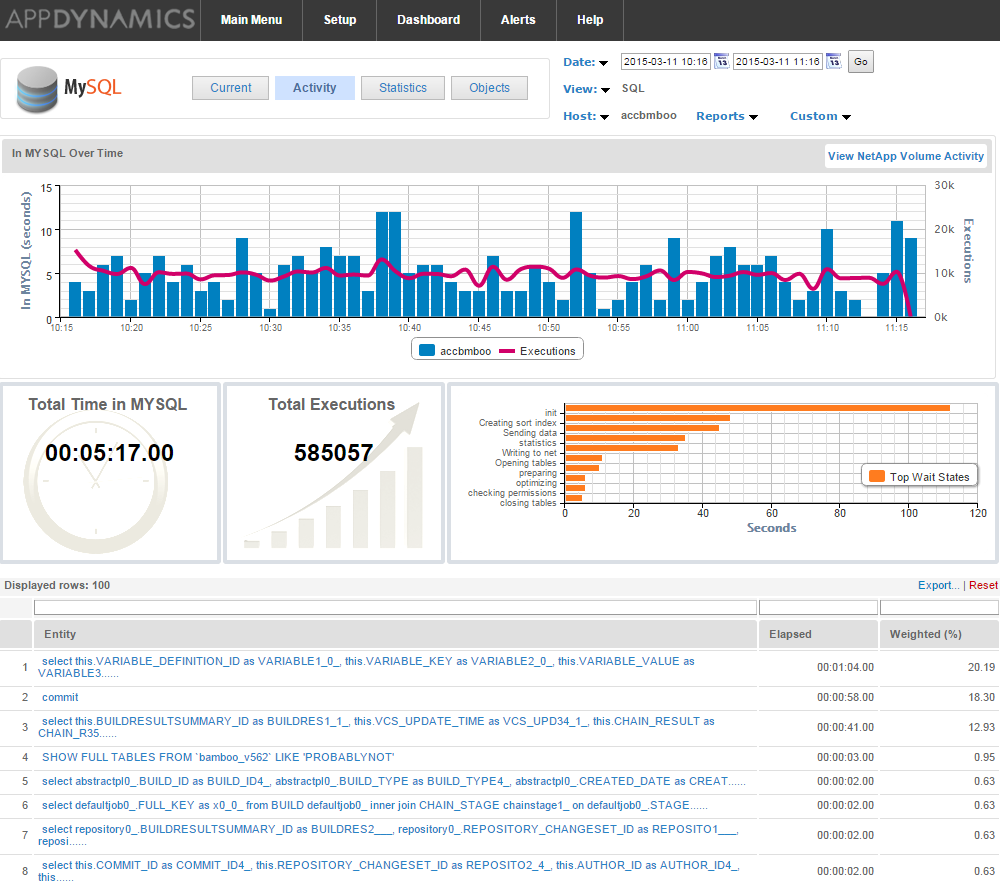 APPDYNAMICS Main Menu Setup Dashboard Alerts Help
MySQL
Current Activity Statistics Objects
Date: 2015-03-11 10:16 13 2015-03-11 11:16 13 Go
View: SQL
Host: accbmboo Reports Custom
In MYSQL Over Time
View NetApp Volume Activity
In MYSQL (seconds)
15
10
5
0
30k
20k
10k
0k
Executions
10:15 10:20 10:25 10:30 10:35 10:40 10:45 10:50 10:55 11:00 11:05 11:10 11:15
accbmboo Executions
Total Time in MYSQL
00:05:17.00
Total Executions
585057
init
Creating sort index
Sending data
statistics
Writing to net
Opening tables
preparing
optimizing
checking permissions
closing tables
Top Wait States
0 20 40 60 80 100 120
Seconds
Displayed rows: 100
Export... | Reset
Entity Elapsed Weighted (%)
1 select this.VARIABLE_DEFINITION_ID as VARIABLE1_0_, this.VARIABLE_KEY as VARIABLE2_0_, this.VARIABLE_VALUE as
VARIABLE3...... 00:01:04.00 20.19
2 commit 00:00:58.00 18.30
3 select this.BUILDRESULTSUMMARY_ID as BUILDRES1_1_, this.VCS_UPDATE_TIME as VCS_UPD34_1_, this.CHAIN_RESULT as
CHAIN_R35...... 00:00:41.00 12.93
4 SHOW FULL TABLES FROM `bamboo_v562` LIKE 'PROBABLYNOT' 00:00:03.00 0.95
5 select abstractpl0_.BUILD_ID as BUILD_ID4_, abstractpl0_.BUILD_TYPE as BUILD_TYPE4_, abstractpl0_.CREATED_DATE as CREAT...... 00:00:02.00 0.63
6 select defaultjob0_.FULL_KEY as x0_0_ from BUILD defaultjob0_ inner join CHAIN_STAGE chainstage1_ on defaultjob0_.STAGE...... 00:00:02.00 0.63
7 select repository0_.BUILDRESULTSUMMARY_ID as BUILDRES2___, repository0_.REPOSITORY_CHANGESET_ID as REPOSITO1___,
reposi...... 00:00:02.00 0.63
8 select this.COMMIT_ID as COMMIT_ID4_, this.REPOSITORY_CHANGESET_ID as REPOSITO2_4_, this.AUTHOR_ID as AUTHOR_ID4_,
this...... 00:00:02.00 0.63